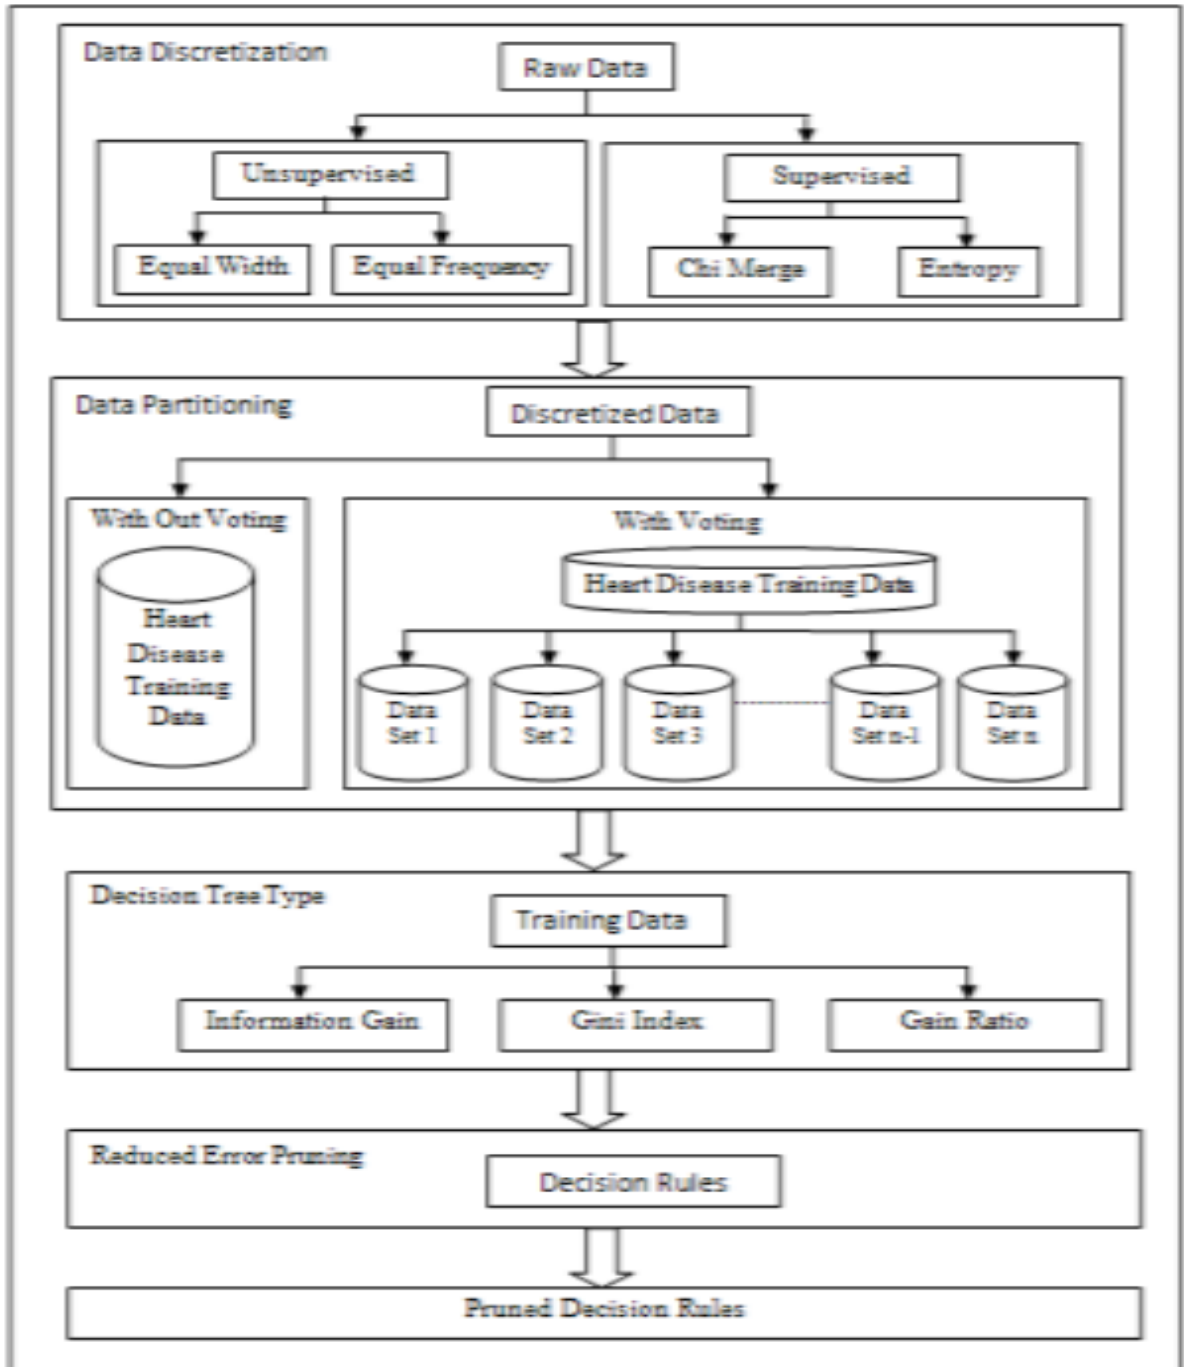 Data Discretization
Raw Data
Unsupervised
Supervised
Equal Width
Equal Frequency
Chi Merge
Entropy
Data Partitioning
Discretized Data
With Out Voting
With Voting
Heart
Disease
Training
Data
Heart Disease Training Data
Data
Set 1
Data
Set 2
Data
Set 3
Data
Set n-1
Data
Set n
Decision Tree Type
Training Data
Information Gain
Gini Index
Gain Ratio
Reduced Error Pruning
Decision Rules
Pruned Decision Rules